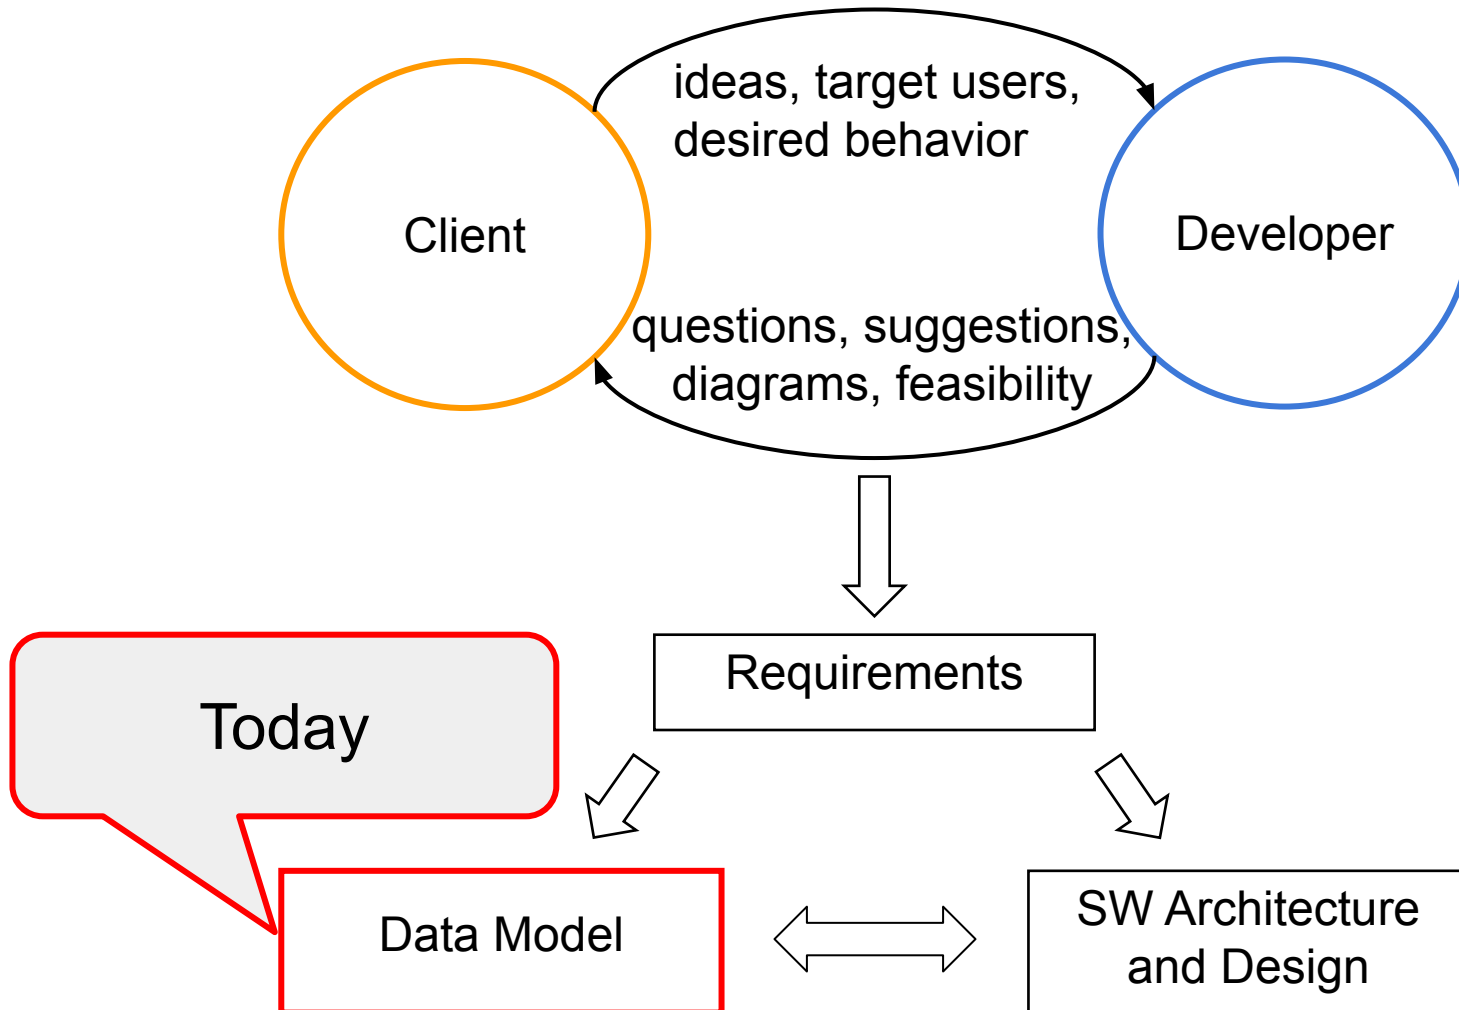 ideas, target users,
desired behavior
Client
Developer
questions, suggestions,
diagrams, feasibility
Requirements
Today
Data Model
SW Architecture
and Design